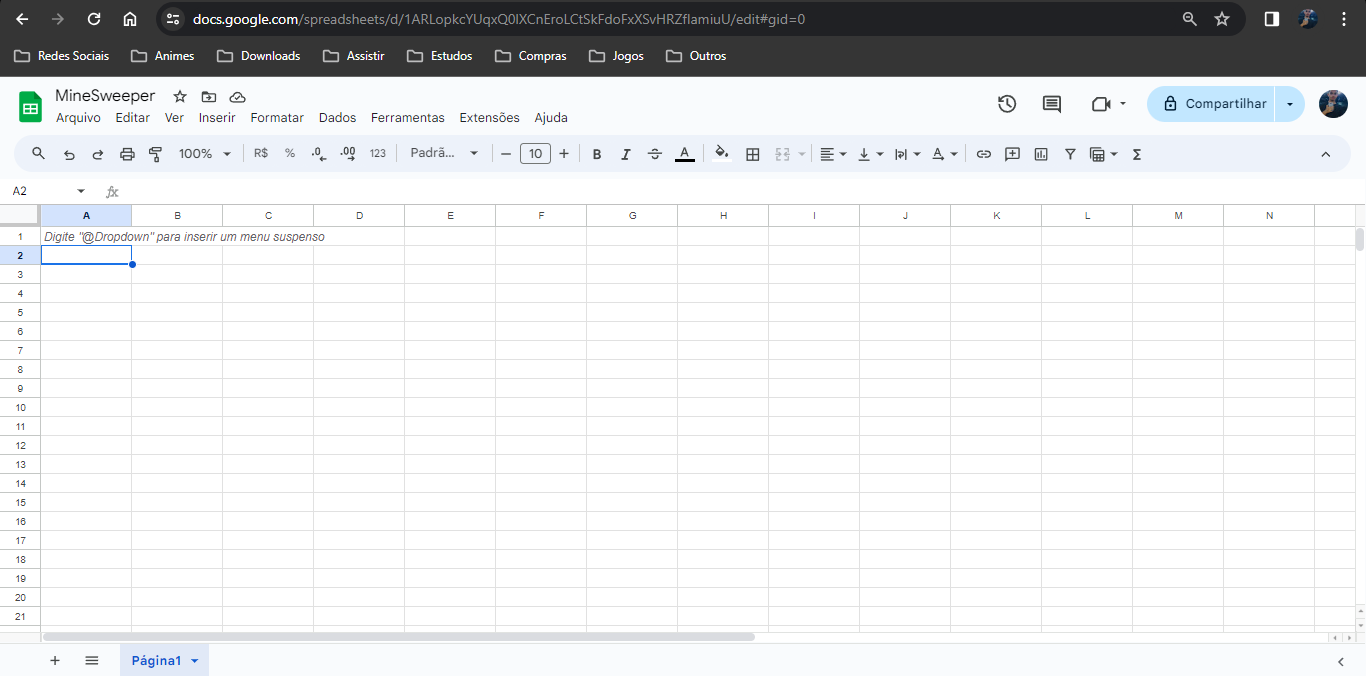 docs.google.com/spreadsheets/d/1ARLopkcYUqxQ0lXCnEroLCtSkFdoFxXSvHRZflamiuU/edit#gid=0
Redes Sociais Animes Downloads Assistir Estudos Compras Jogos Outros
MineSweeper
Arquivo Editar Ver Inserir Formatar Dados Ferramentas Extensões Ajuda
Compartilhar
100% R$ % .0 .00 123 Padrã... − 10 + B I S A Σ
A2 fx
A B C D E F G H I J K L M N
1 Digite "@Dropdown" para inserir um menu suspenso
2
3
4
5
6
7
8
9
10
11
12
13
14
15
16
17
18
19
20
21
+ Página1